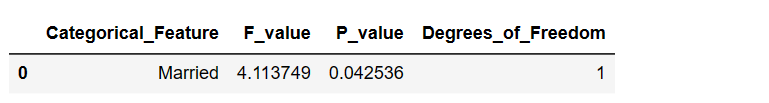 Categorical_Feature F_value P_value Degrees_of_Freedom
0 Married 4.113749 0.042536 1